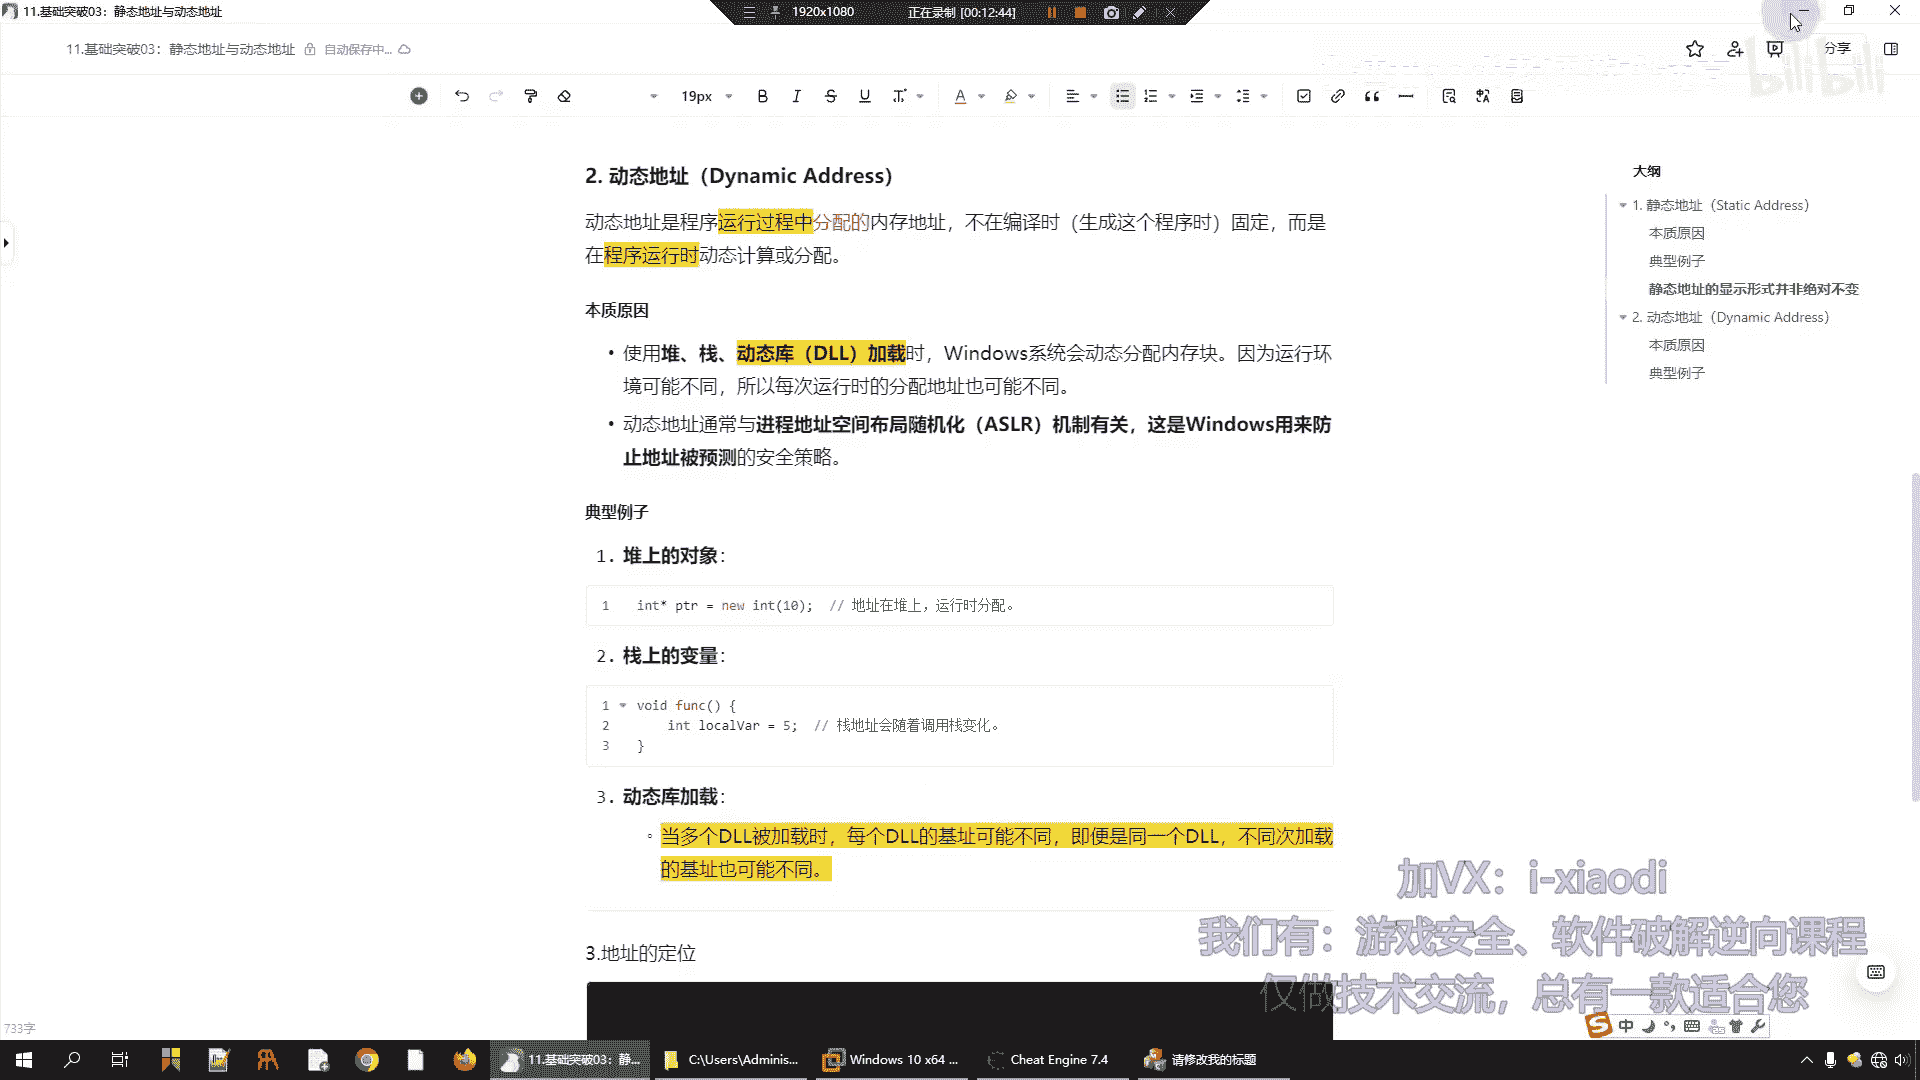 11.基础突破03：静态地址与动态地址
1920x1080
正在录制 [00:12:44]
11.基础突破03：静态地址与动态地址
自动保存中...
分享
bilibili
19px
2. 动态地址（Dynamic Address）
动态地址是程序运行过程中分配的内存地址，不在编译时（生成这个程序时）固定，而是
在程序运行时动态计算或分配。
本质原因
• 使用堆、栈、动态库（DLL）加载时，Windows系统会动态分配内存块。因为运行环
境可能不同，所以每次运行时的分配地址也可能不同。
• 动态地址通常与进程地址空间布局随机化（ASLR）机制有关，这是Windows用来防
止地址被预测的安全策略。
典型例子
1. 堆上的对象：
1 int* ptr = new int(10);  // 地址在堆上，运行时分配。
2. 栈上的变量：
1 void func() {
2 int localVar = 5;  // 栈地址会随着调用栈变化。
3 }
3. 动态库加载：
◦ 当多个DLL被加载时，每个DLL的基址可能不同，即便是同一个DLL，不同次加载
的基址也可能不同。
3.地址的定位
大纲
1. 静态地址（Static Address）
本质原因
典型例子
静态地址的显示形式并非绝对不变
2. 动态地址（Dynamic Address）
本质原因
典型例子
加VX：i-xiaodi
我们有：游戏安全、软件破解逆向课程
仅做技术交流，总有一款适合您
733字
中
11.基础突破03：静...
C:\Users\Adminis...
Windows 10 x64 ...
Cheat Engine 7.4
请修改我的标题